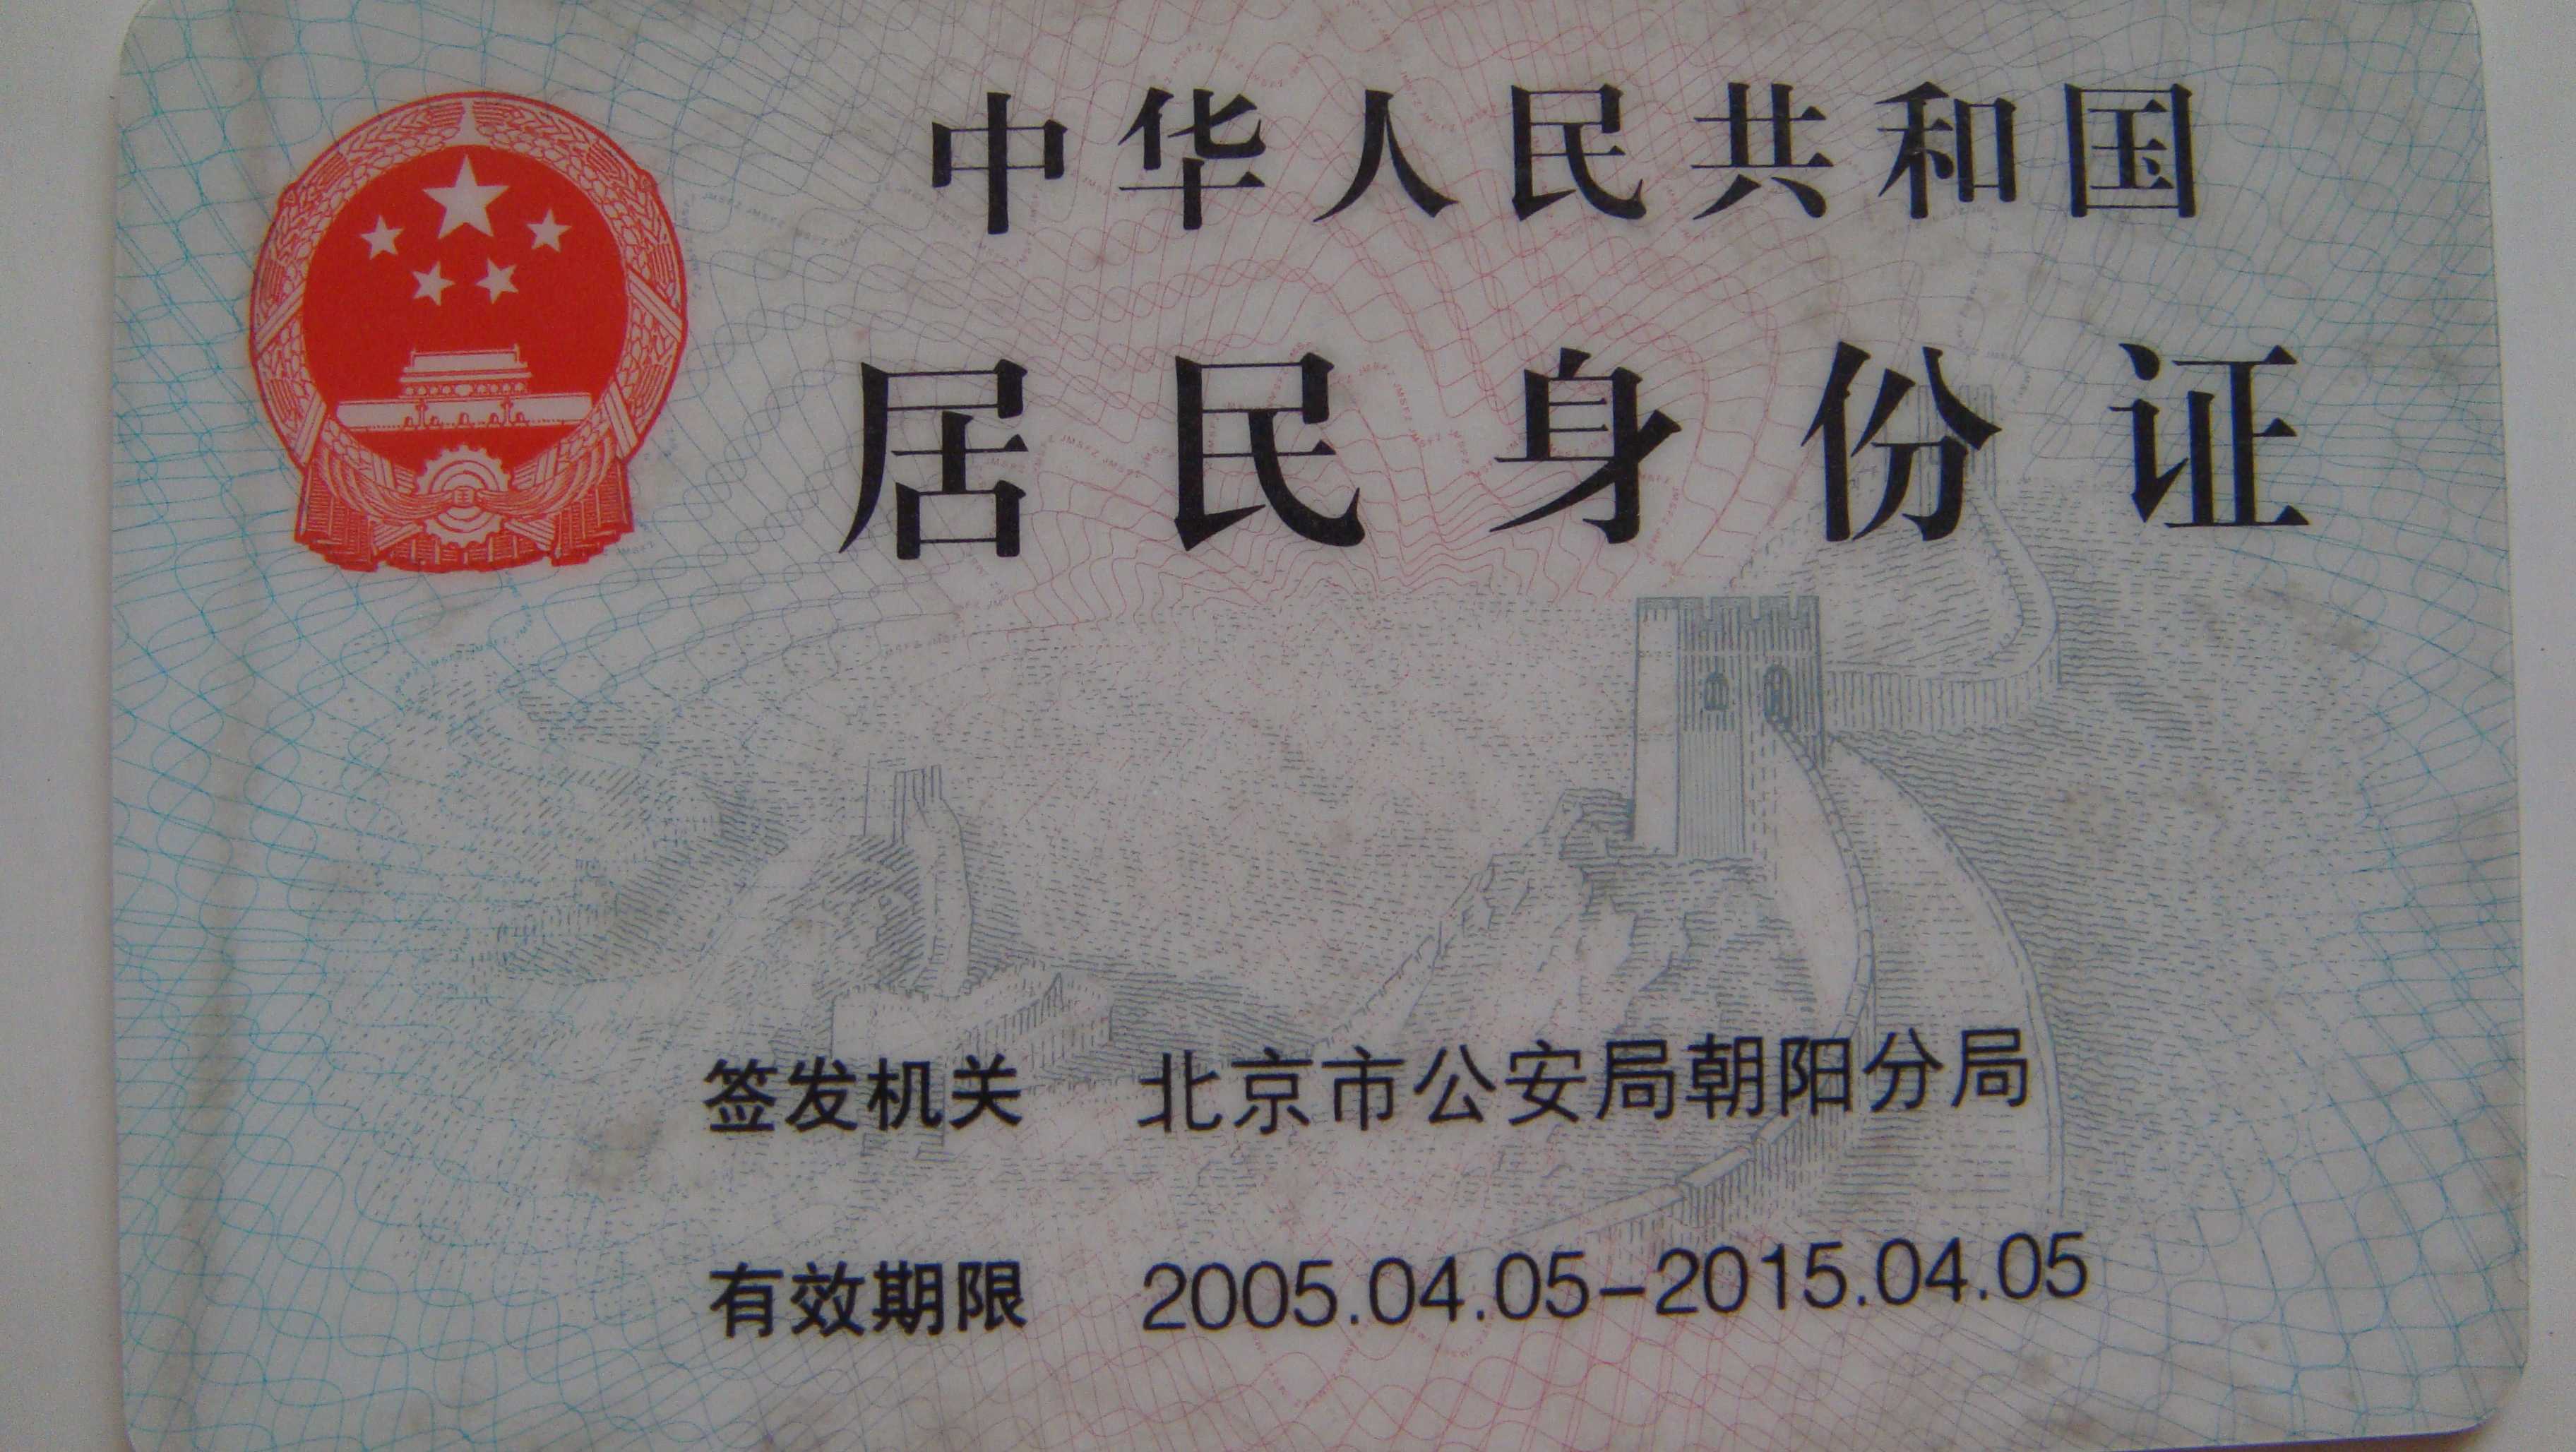 中华人民共和国
居民身份证
签发机关 北京市公安局朝阳分局
有效期限 2005.04.05-2015.04.05